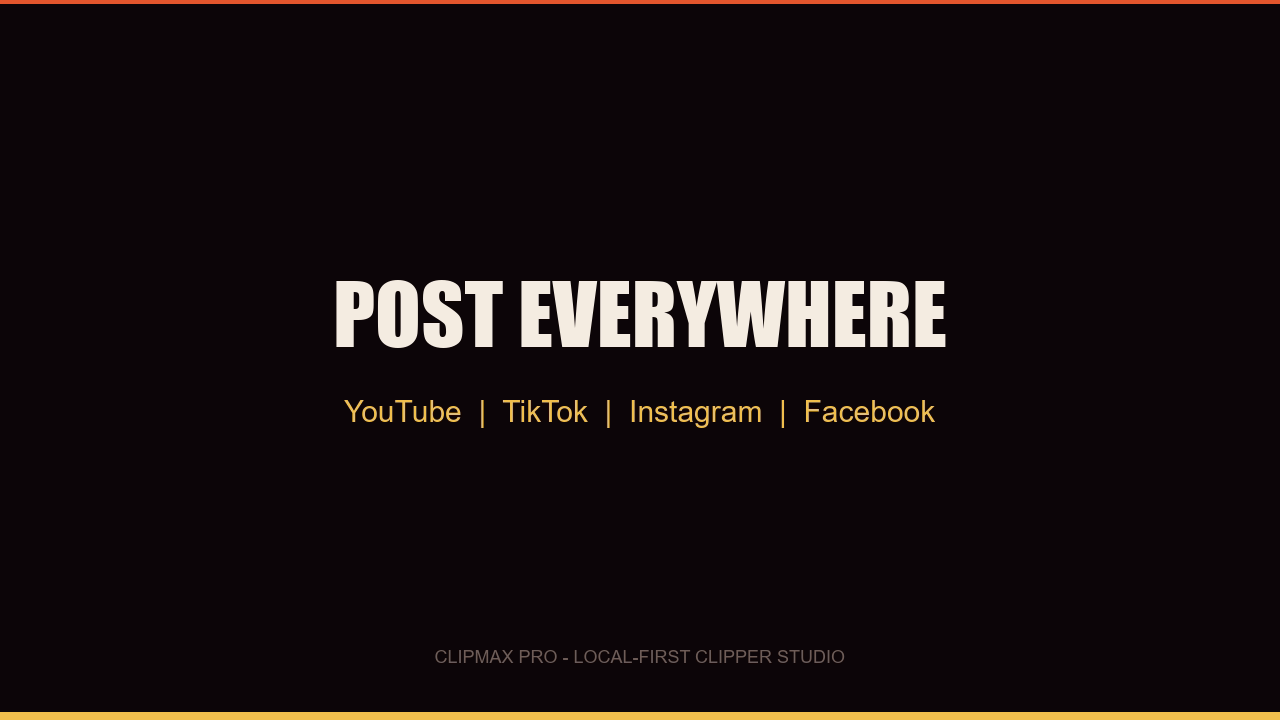 POST EVERYWHERE
YouTube | TikTok | Instagram | Facebook
CLIPMAX PRO - LOCAL-FIRST CLIPPER STUDIO